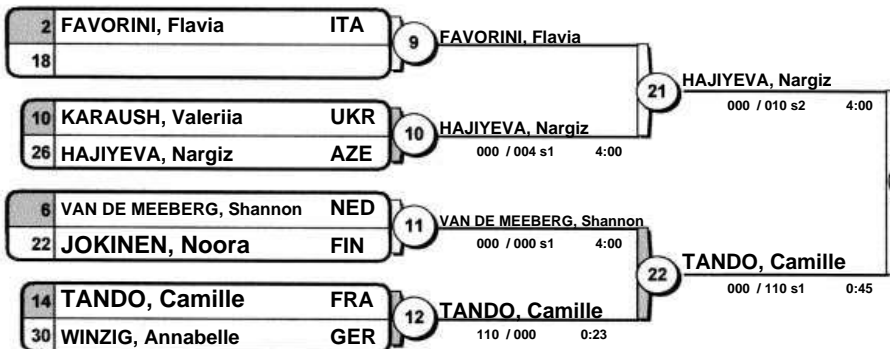 2 FAVORINI, Flavia ITA
18
9
FAVORINI, Flavia
10 KARAUSH, Valeriia UKR
26 HAJIYEVA, Nargiz AZE
10
HAJIYEVA, Nargiz
000 / 004 s1 4:00
21
HAJIYEVA, Nargiz
000 / 010 s2 4:00
6 VAN DE MEEBERG, Shannon NED
22 JOKINEN, Noora FIN
11
VAN DE MEEBERG, Shannon
000 / 000 s1 4:00
14 TANDO, Camille FRA
30 WINZIG, Annabelle GER
12
TANDO, Camille
110 / 000 0:23
22
TANDO, Camille
000 / 110 s1 0:45